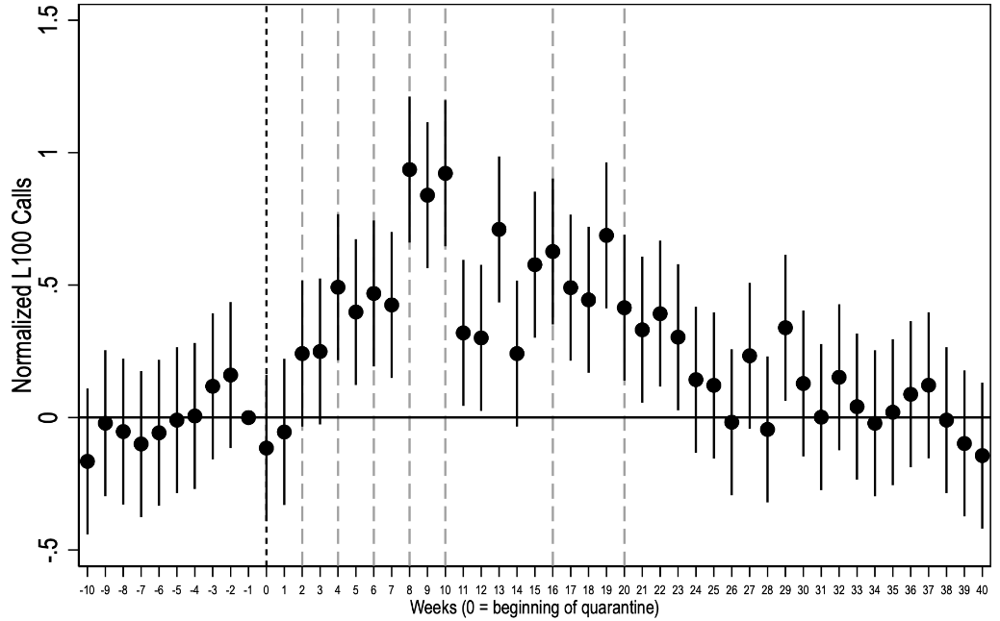 Normalized L100 Calls
1.5
1
.5
0
-.5
-10 -9 -8 -7 -6 -5 -4 -3 -2 -1 0 1 2 3 4 5 6 7 8 9 10 11 12 13 14 15 16 17 18 19 20 21 22 23 24 25 26 27 28 29 30 31 32 33 34 35 36 37 38 39 40
Weeks (0 = beginning of quarantine)